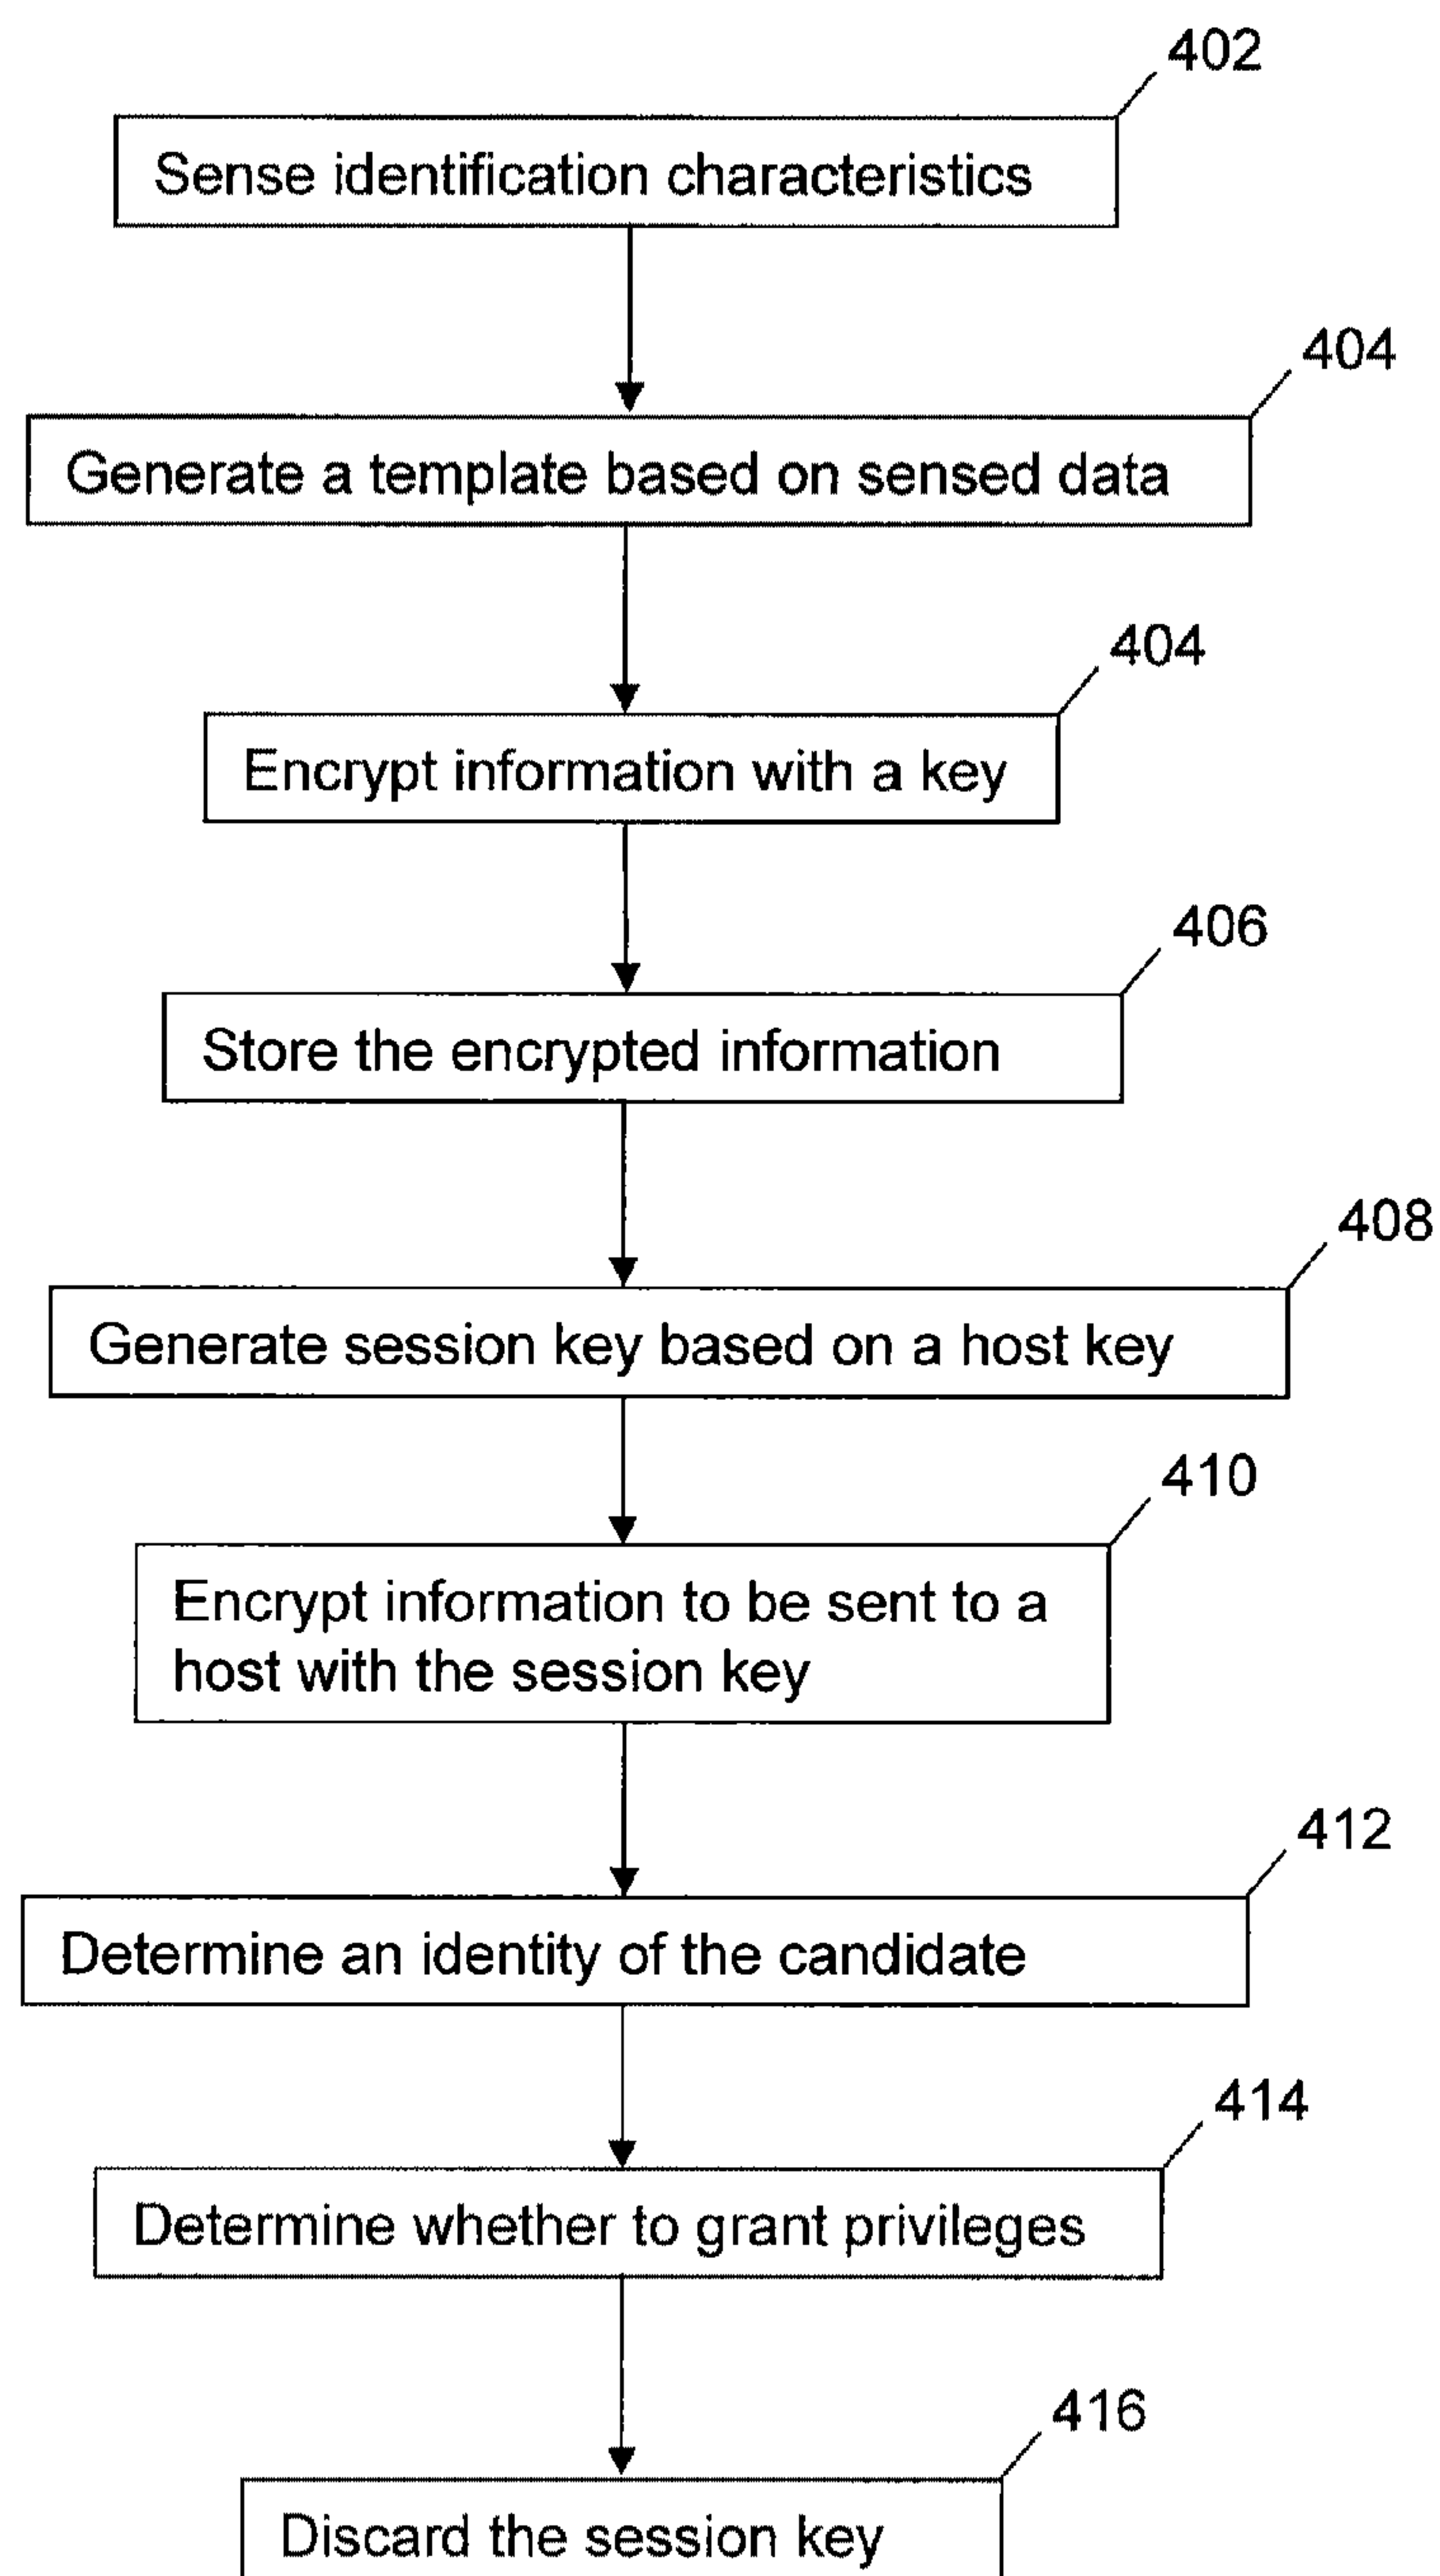 402
Sense identification characteristics
404
Generate a template based on sensed data
404
Encrypt information with a key
406
Store the encrypted information
408
Generate session key based on a host key
410
Encrypt information to be sent to a
host with the session key
412
Determine an identity of the candidate
414
Determine whether to grant privileges
416
Discard the session key